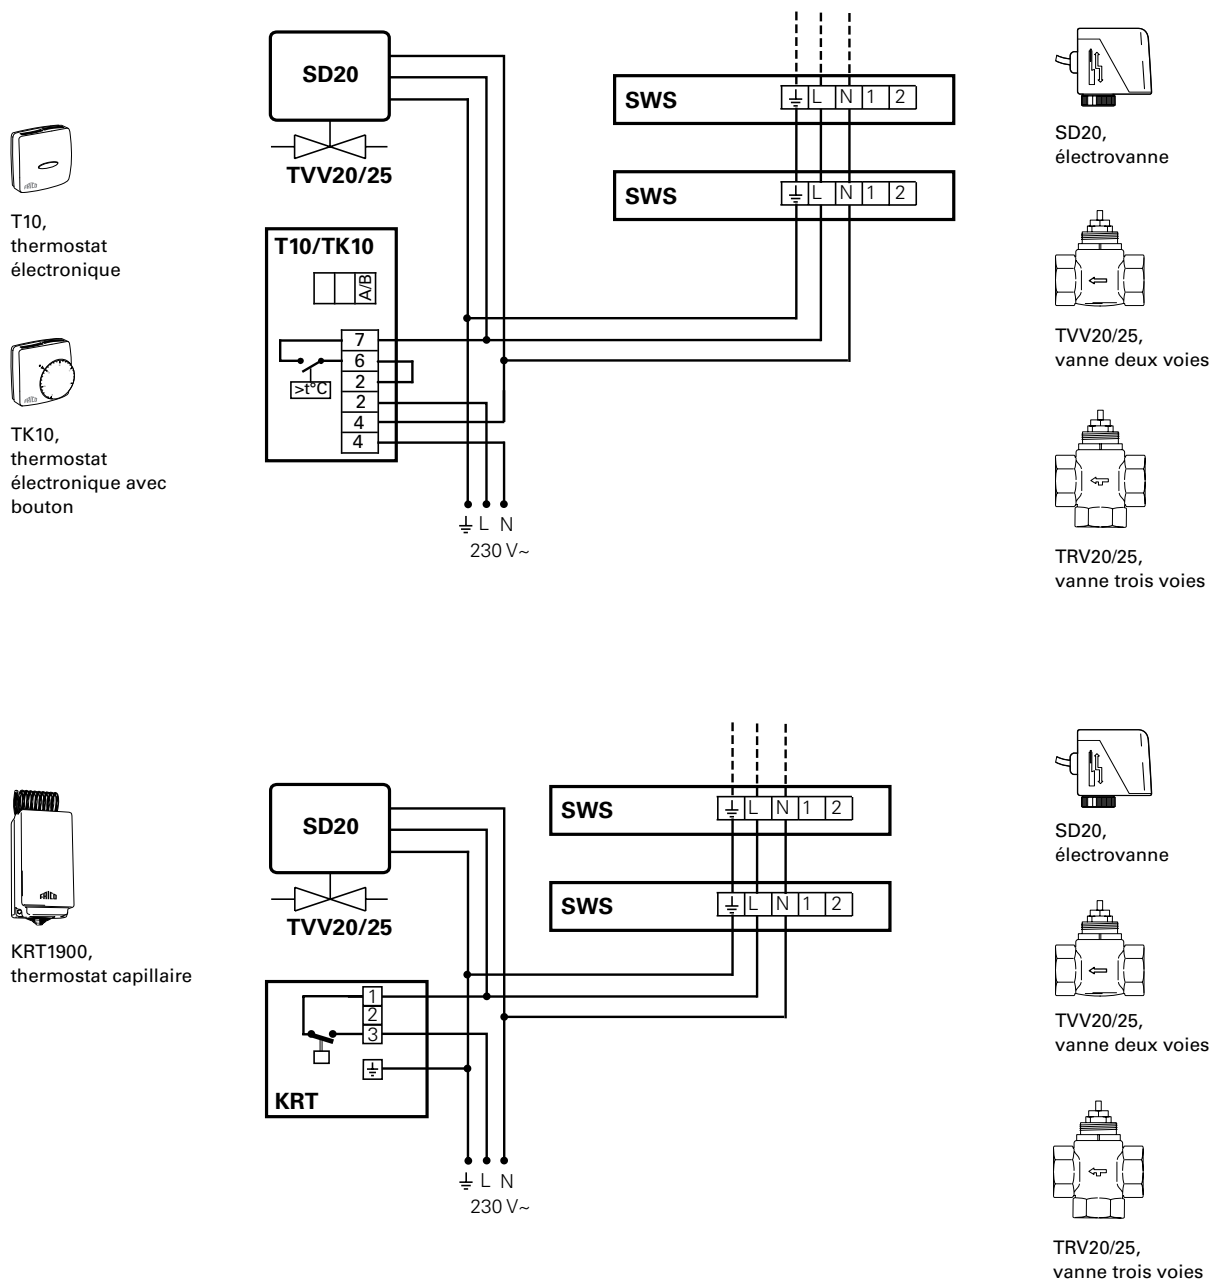 SD20
TVV20/25
SWS
L N 1 2
SWS
L N 1 2
T10,
thermostat
électronique
T10/TK10
A/B
7
6
2
2
4
4
>t°C
TK10,
thermostat
électronique avec
bouton
L N
230 V~
SD20,
électrovanne
TVV20/25,
vanne deux voies
TRV20/25,
vanne trois voies
SD20
TVV20/25
SWS
L N 1 2
SWS
L N 1 2
FRICO
KRT1900,
thermostat capillaire
1
2
3
KRT
L N
230 V~
SD20,
électrovanne
TVV20/25,
vanne deux voies
TRV20/25,
vanne trois voies